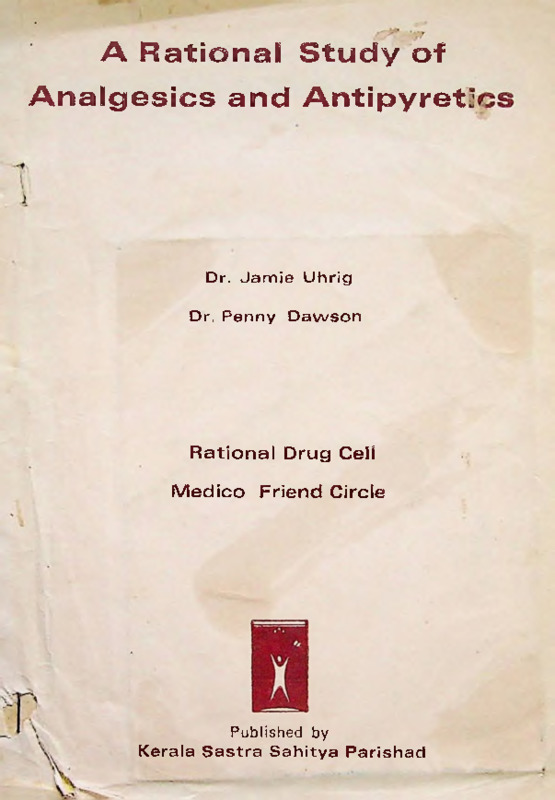 A Rational Study of
Analgesics and Antipyretics
Dr. Jamie Uhrig
Dr. Penny Dawson
Rational Drug Cell
Medico Friend Circle
Published by
Kerala Sastra Sahitya Parishad